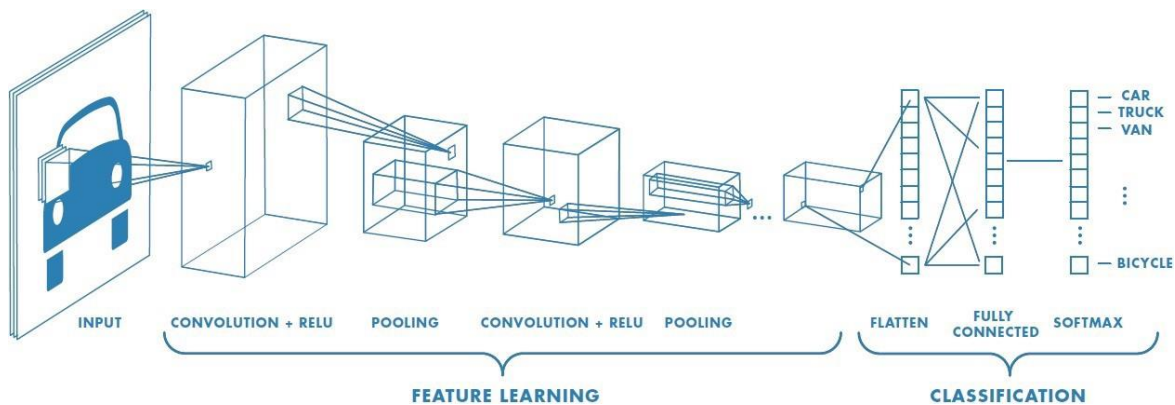 CAR
TRUCK
VAN
BICYCLE
INPUT
CONVOLUTION + RELU
POOLING
CONVOLUTION + RELU
POOLING
FLATTEN
FULLY
CONNECTED
SOFTMAX
FEATURE LEARNING
CLASSIFICATION